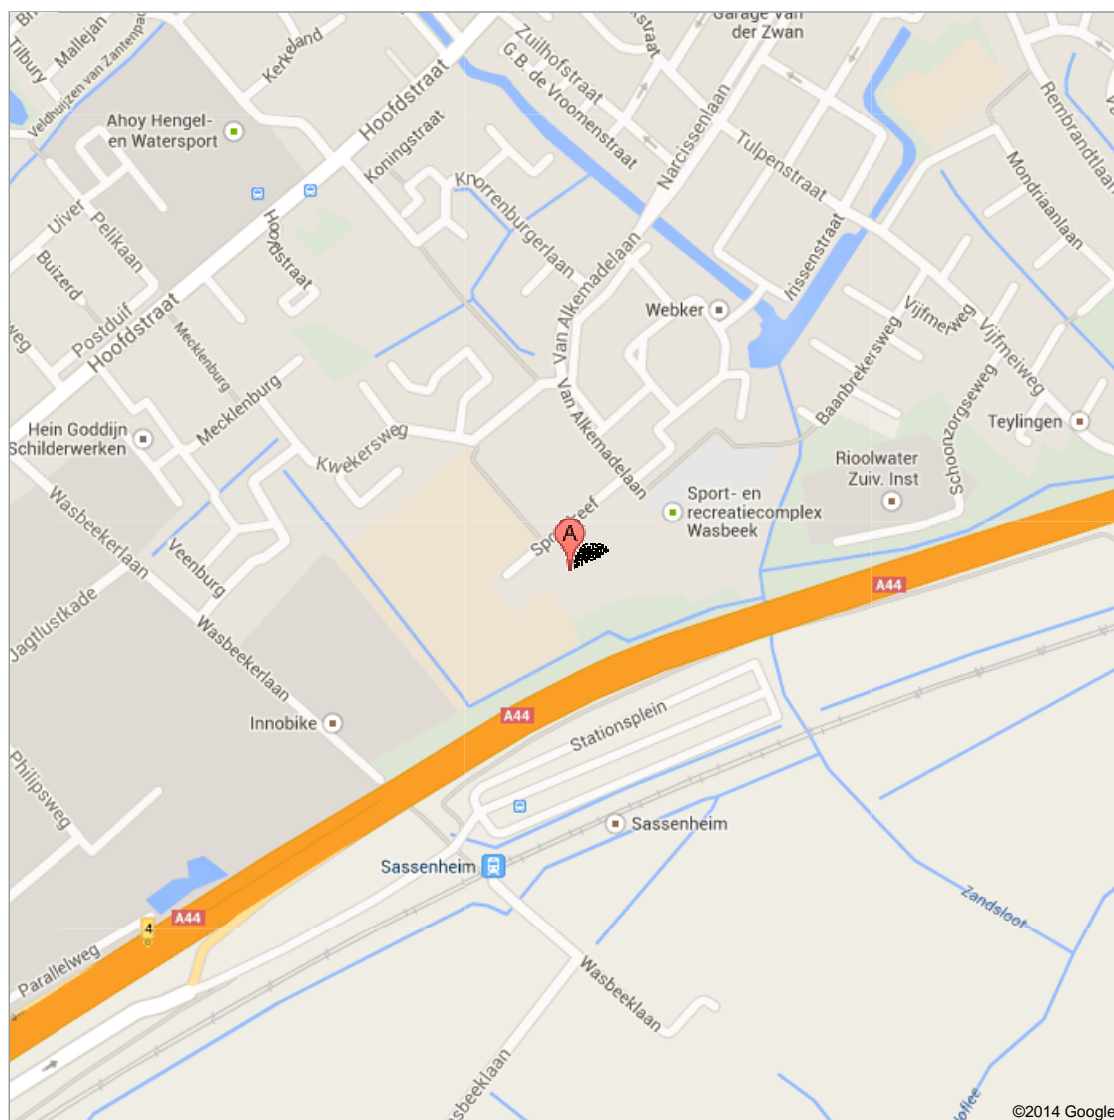 Garage van
der Zwan
Zuilhofstraat
G.B. de Vroomenstraat
Kerkeland
Mallejan
Tilbury
Veldhuijzen van Zantenpad
Hoofdstraat
Ahoy Hengel-
en Watersport
Koningstraat
Narcissenlaan
Tulpenstraat
Rembrandtlaan
Mondriaanlaan
Knorrenburgerlaan
Uiver
Pelikaan
Buizerd
Postduif
Hoofdstraat
Hoofdstraat
Mecklenburg
Mecklenburg
Van Alkemadelaan
Van Alkemadelaan
Webker
Irissenstraat
Vijfmeiweg
Vijfmeiweg
Baanbrekersweg
Schoonzorgseweg
Teylingen
Hein Goddijn
Schilderwerken
Kwekersweg
Rioolwater
Zuiv. Inst
Sport- en
recreatiecomplex
Wasbeek
A
Wasbeekerlaan
Veenburg
Jagtlustkade
Wasbeekerlaan
A44
A44
Innobike
Stationsplein
Philipsweg
Sassenheim
Sassenheim
A44
4
Parallelweg
Zandsloot
Wasbeeklaan
©2014 Google